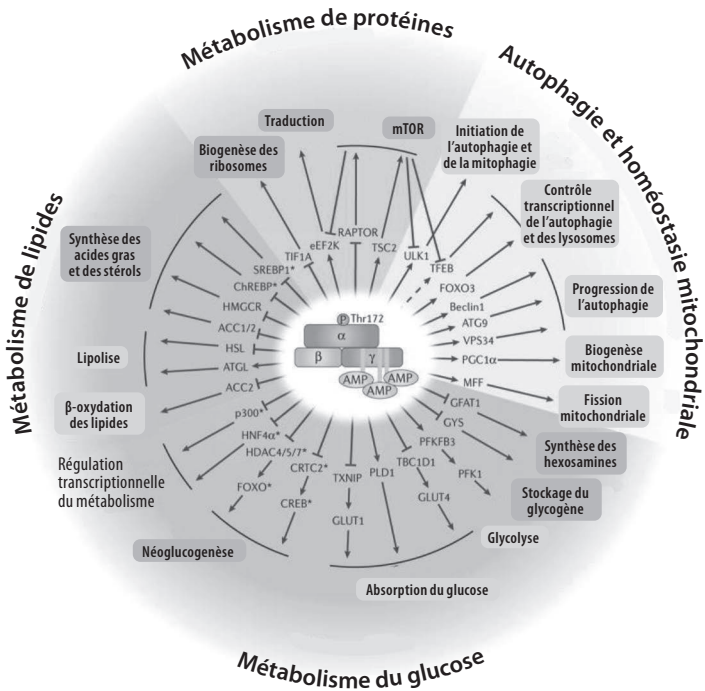 Métabolisme de protéines
Autophagie et homéostasie mitochondriale
Métabolisme de lipides
Métabolisme du glucose
Traduction
mTOR
Biogenèse des
ribosomes
Initiation de
l'autophagie et
de la mitophagie
Contrôle
transcriptionnel
de l'autophagie
et des lysosomes
Progression de
l'autophagie
Biogenèse
mitochondriale
Fission
mitochondriale
Synthèse des
hexosamines
Stockage du
glycogène
Glycolyse
Absorption du glucose
Néoglucogenèse
Régulation
transcriptionnelle
du métabolisme
β-oxydation
des lipides
Lipolise
Synthèse des
acides gras
et des stérols
RAPTOR
TSC2
ULK1
TFEB
FOXO3
Beclin1
ATG9
VPS34
PGC1α
MFF
GFAT1
GYS
PFKFB3
PFK1
TBC1D1
GLUT4
PLD1
TXNIP
GLUT1
CRTC2*
CREB*
HDAC4/5/7*
FOXO*
HNF4α*
p300*
ACC2
ATGL
HSL
ACC1/2
HMGCR
ChREBP*
SREBP1*
TIF1A
eEF2K
P Thr172
α
β
γ
AMP
AMP
AMP